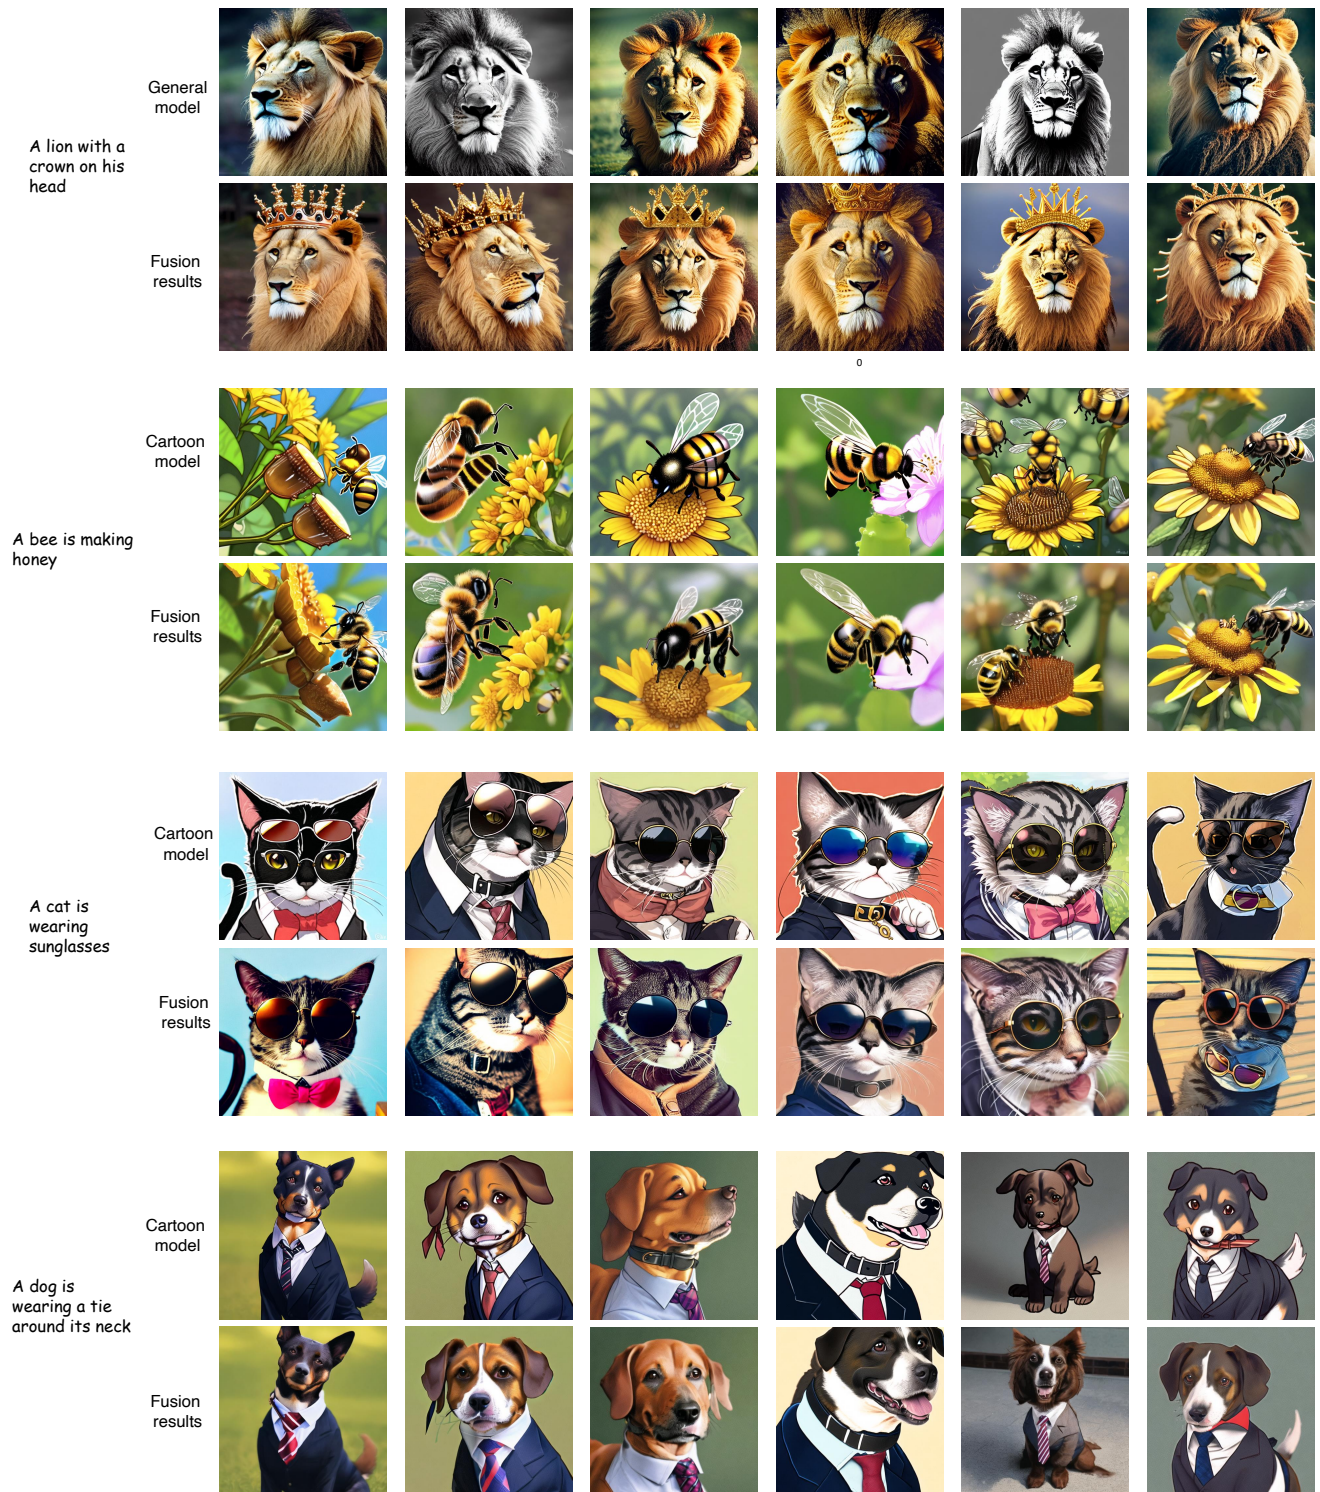 General
model
A lion with a
crown on his
head
Fusion
results
0
Cartoon
model
A bee is making
honey
Fusion
results
Cartoon
model
A cat is
wearing
sunglasses
Fusion
results
Cartoon
model
A dog is
wearing a tie
around its neck
Fusion
results